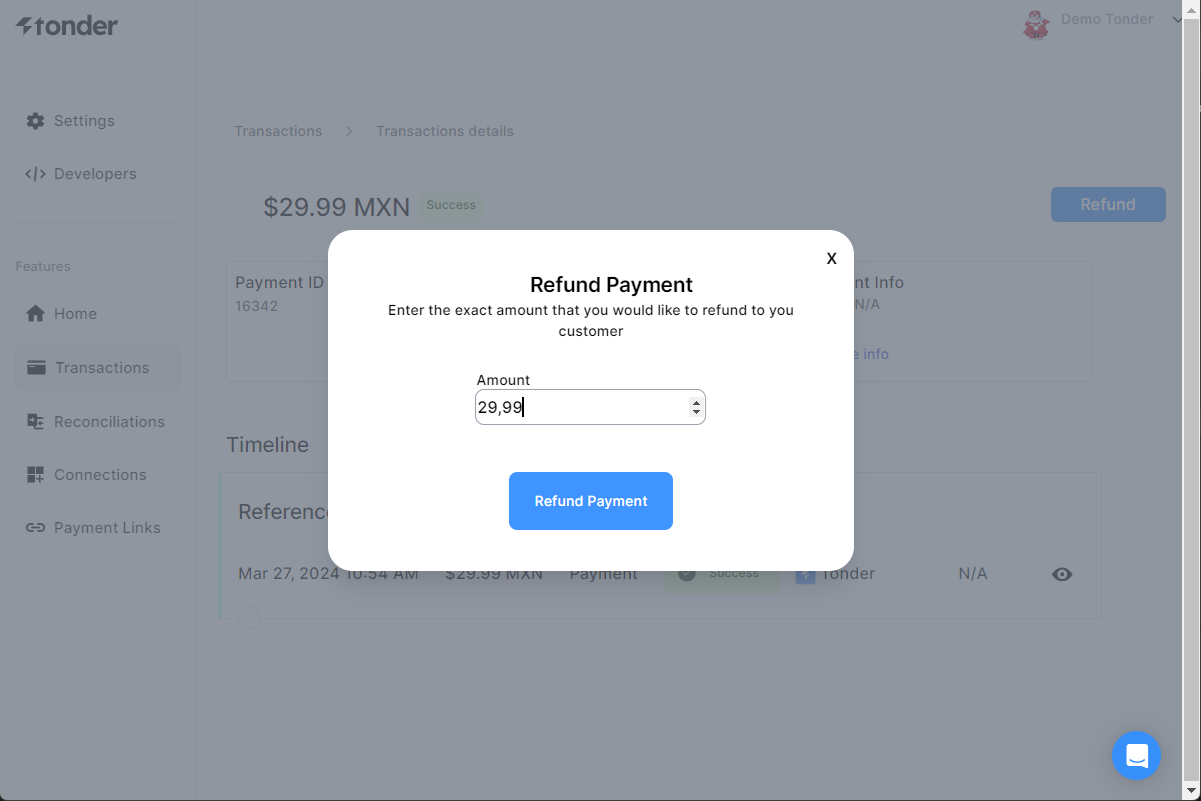 tonder
Demo Tonder
Settings
Developers
Features
Home
Transactions
Reconciliations
Connections
Payment Links
Transactions > Transactions details
$29.99 MXN Success
Refund
Payment ID
16342
nt Info
N/A
e info
X
Refund Payment
Enter the exact amount that you would like to refund to you
customer
Amount
29,99
Refund Payment
Timeline
Reference
Mar 27, 2024 10:54 AM $29.99 MXN Payment Success Tonder N/A